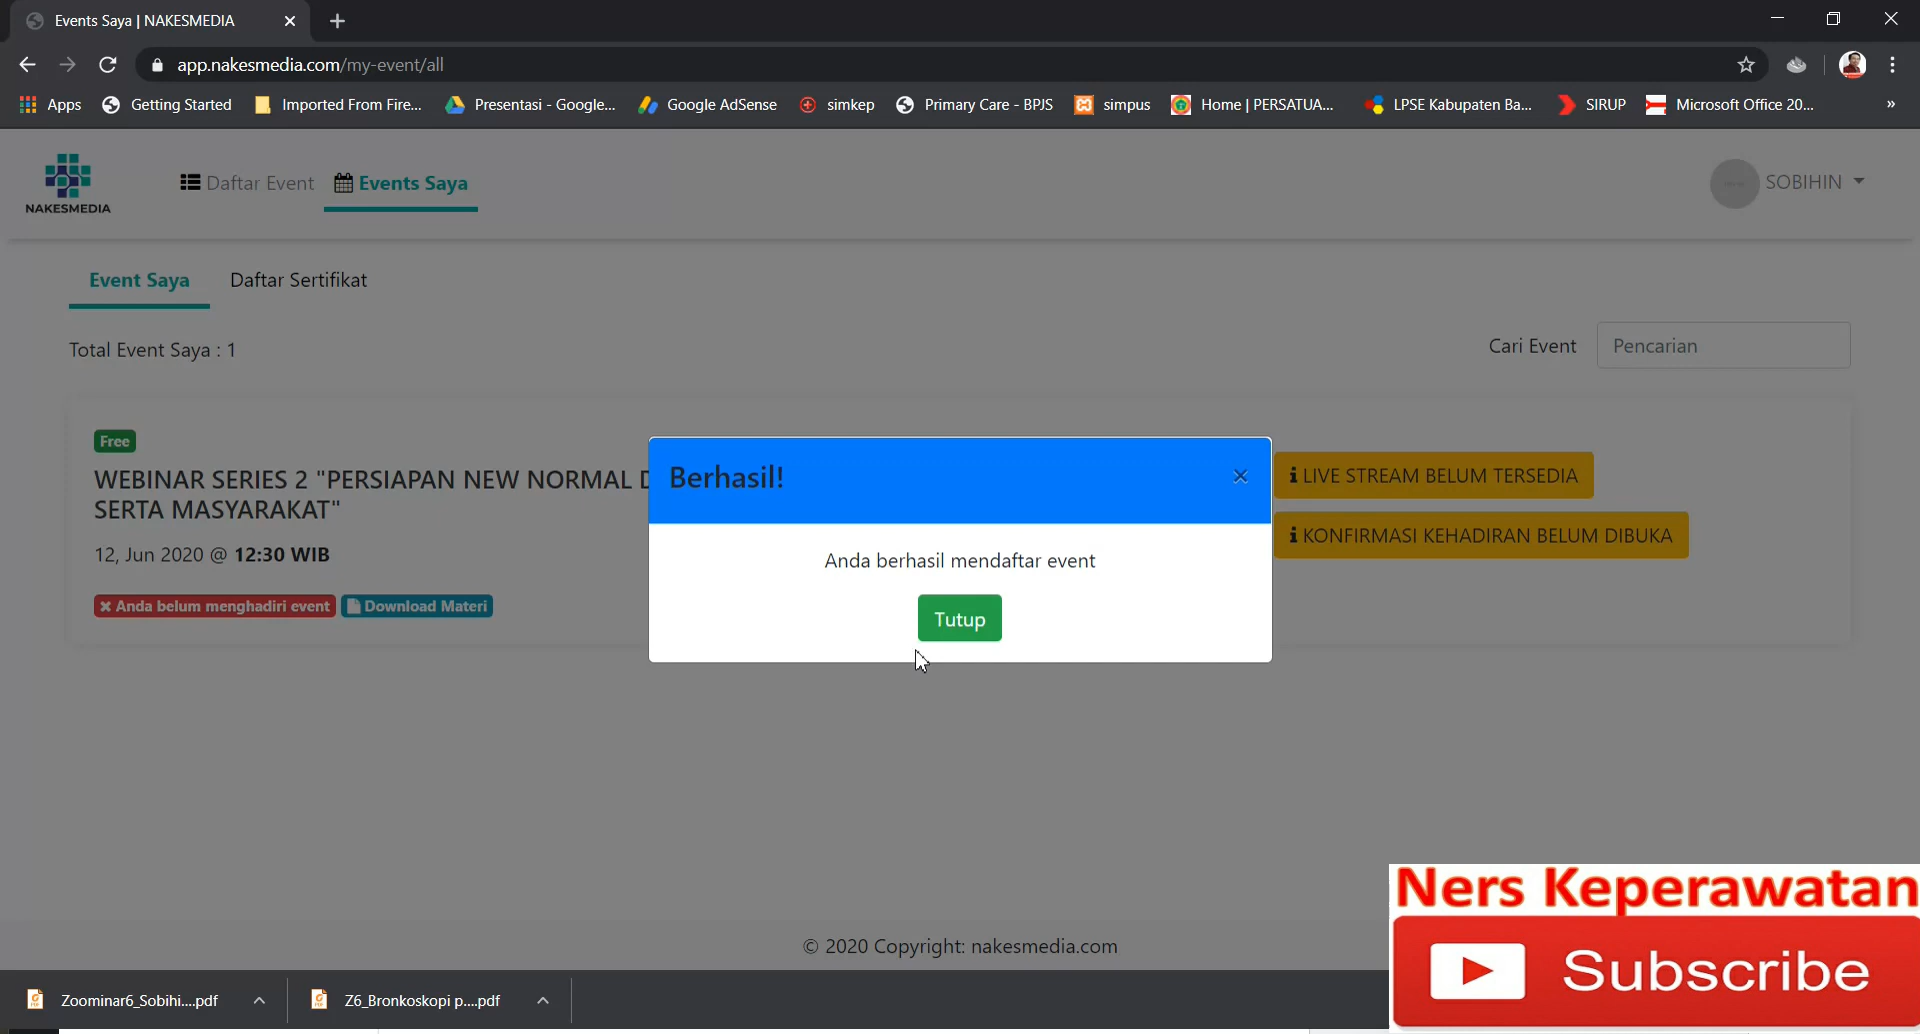 Events Saya | NAKESMEDIA
app.nakesmedia.com/my-event/all
Apps Getting Started Imported From Fire... Presentasi - Google... Google AdSense simkep Primary Care - BPJS simpus Home | PERSATUA... LPSE Kabupaten Ba... SIRUP Microsoft Office 20... »
NAKESMEDIA
Daftar Event Events Saya SOBIHIN
Event Saya Daftar Sertifikat
Total Event Saya : 1 Cari Event Pencarian
Free
WEBINAR SERIES 2 "PERSIAPAN NEW NORMAL D
SERTA MASYARAKAT"
12, Jun 2020 @ 12:30 WIB
Anda belum menghadiri event Download Materi
Berhasil! ×
Anda berhasil mendaftar event
Tutup
LIVE STREAM BELUM TERSEDIA
KONFIRMASI KEHADIRAN BELUM DIBUKA
© 2020 Copyright: nakesmedia.com
Zoominar6_Sobihi....pdf Z6_Bronkoskopi p....pdf
Ners Keperawatan
Subscribe